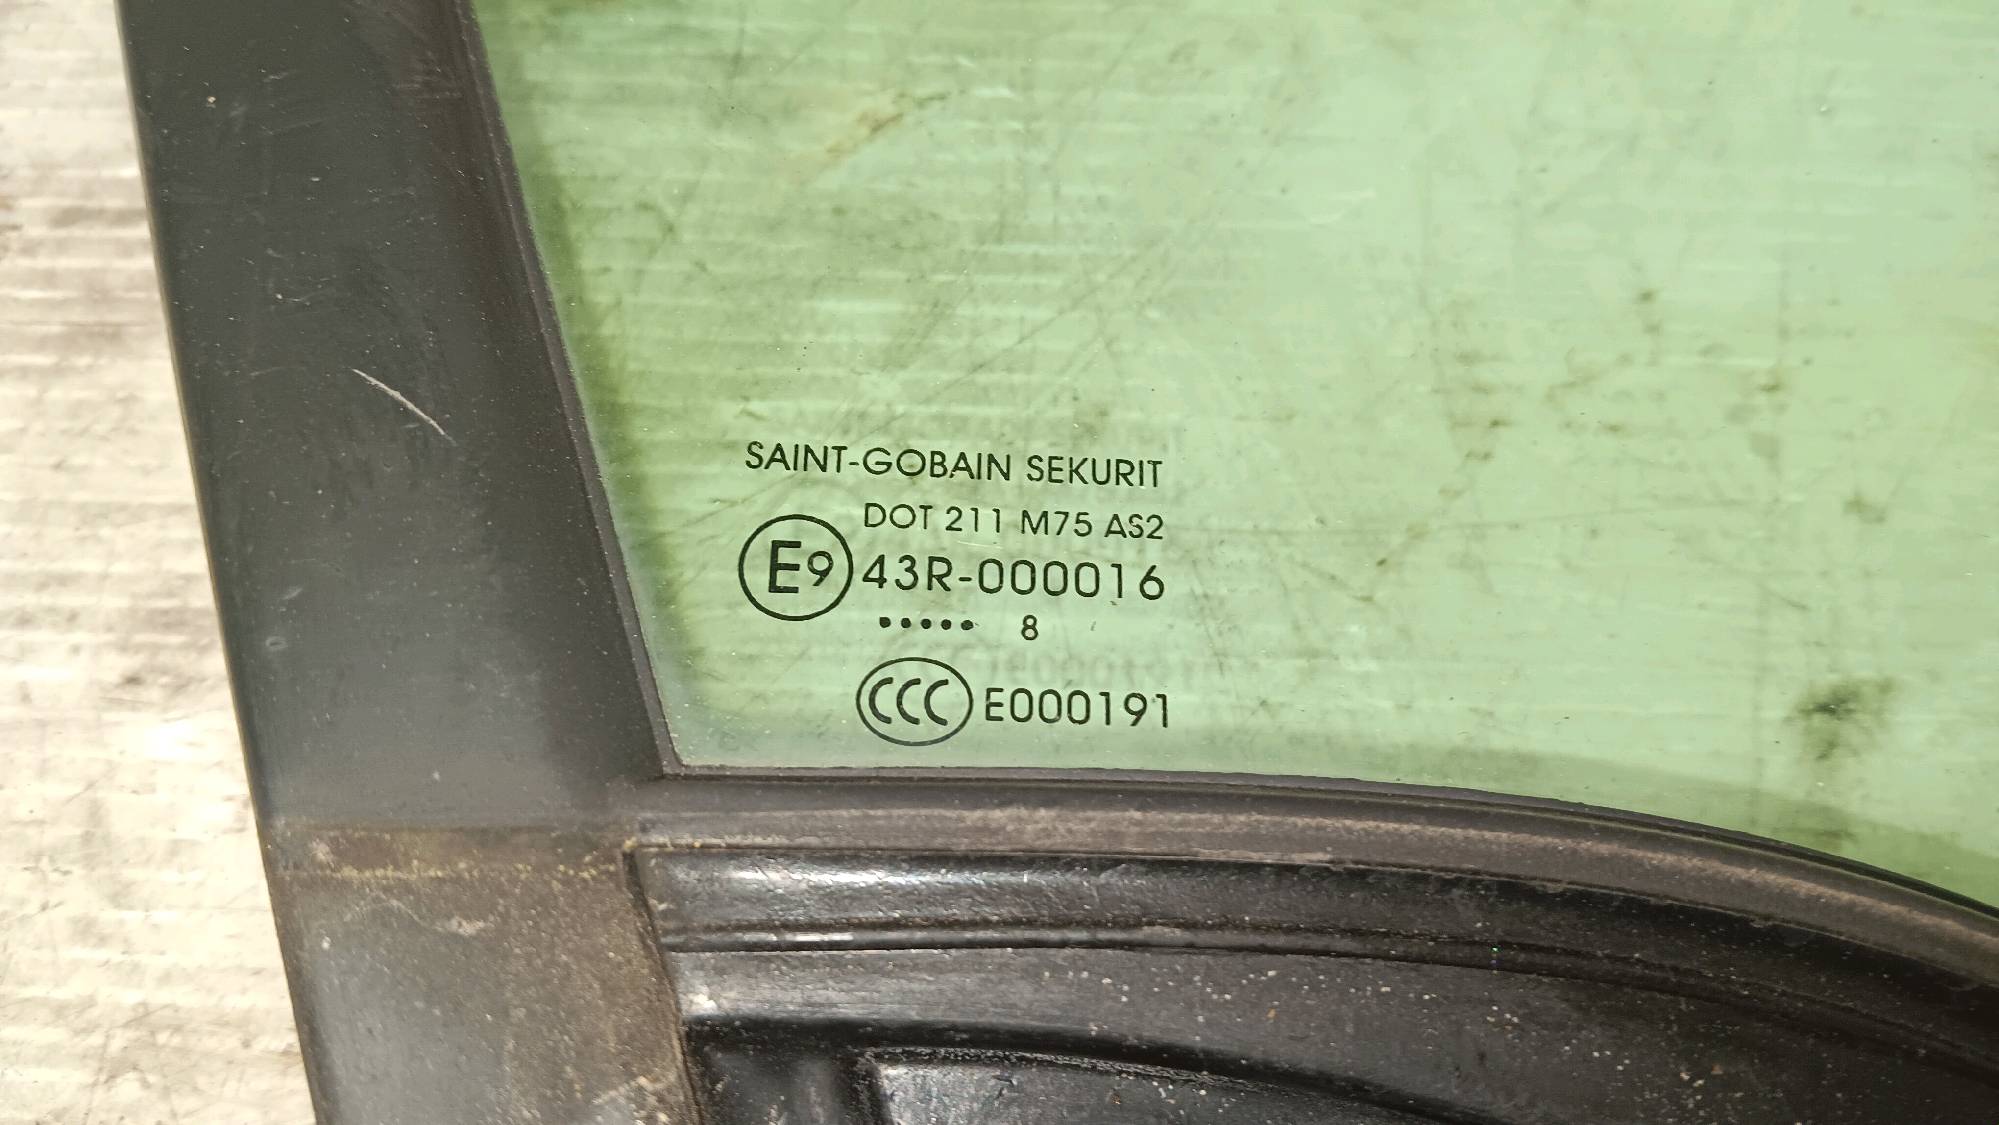 SAINT-GOBAIN SEKURIT
DOT 211 M75 AS2
E9 43R-000016
..... 8
CCC E000191